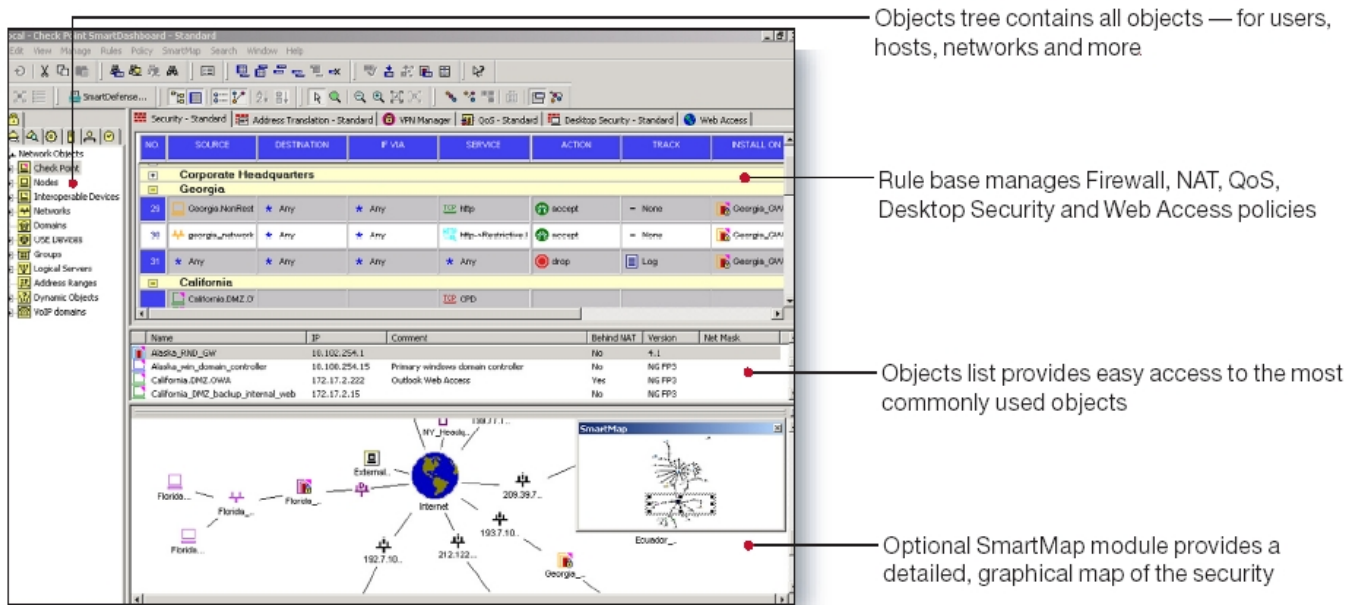 ocal - Check Point SmartDashboard - Standard
Edit View Manage Rules Policy SmartMap Search Window Help
SmartDefense...
Security - Standard Address Translation - Standard VPN Manager QoS - Standard Desktop Security - Standard Web Access
Network Objects
Check Point
Nodes
Interoperable Devices
Networks
Domains
OSE Devices
Groups
Logical Servers
Address Ranges
Dynamic Objects
VoIP domains
NO SOURCE DESTINATION IF VIA SERVICE ACTION TRACK INSTALL ON
Corporate Headquarters
Georgia
29 Georgia.NonRest * Any * Any TCP http accept - None Georgia_GW
30 georgia_network * Any * Any http->Restrictive accept - None Georgia_GW
31 * Any * Any * Any * Any drop Log Georgia_GW
California
California.DMZ.O TCP CPD
Name IP Comment Behind NAT Version Net Mask
Alaska_RND_GW 10.102.254.1 No 4.1
Alaska_win_domain_controller 10.100.254.15 Primary windows domain controller No NG FP3
California.DMZ.OWA 172.17.2.222 Outlook Web Access Yes NG FP3
California_DMZ_backup_internal_web 172.17.2.15 No NG FP3
NY_Headq..
SmartMap
External..
Florida...
Florida_..
Florida_..
Florida...
Internet
209.39.7...
193.7.10..
192.7.10..
212.122...
Georgia_..
Ecuador_..
Objects tree contains all objects — for users,
hosts, networks and more
Rule base manages Firewall, NAT, QoS,
Desktop Security and Web Access policies
Objects list provides easy access to the most
commonly used objects
Optional SmartMap module provides a
detailed, graphical map of the security